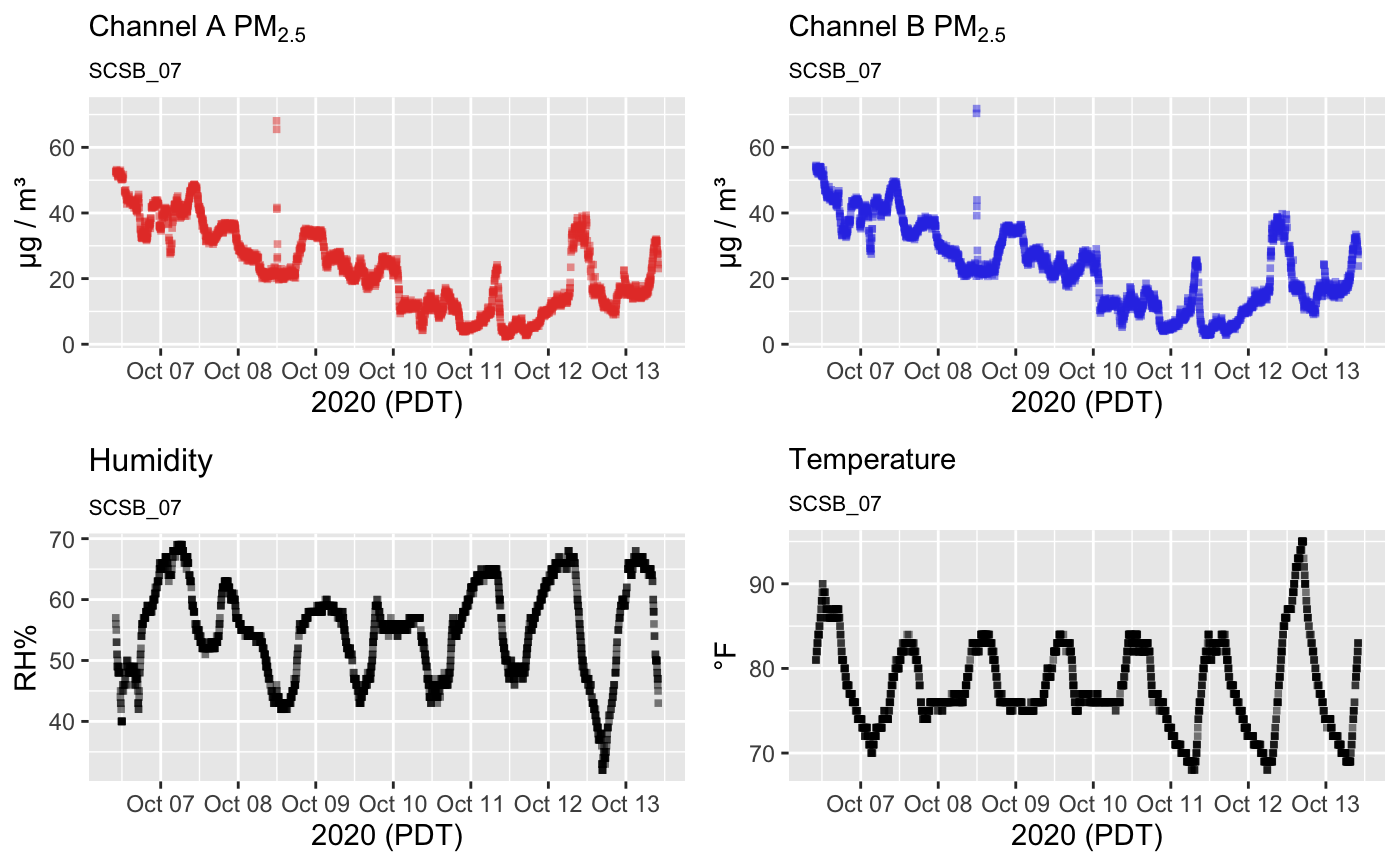 Channel A PM2.5
SCSB_07
µg / m³
60
40
20
0
Oct 07 Oct 08 Oct 09 Oct 10 Oct 11 Oct 12 Oct 13
2020 (PDT)
Channel B PM2.5
SCSB_07
µg / m³
60
40
20
0
Oct 07 Oct 08 Oct 09 Oct 10 Oct 11 Oct 12 Oct 13
2020 (PDT)
Humidity
SCSB_07
RH%
70
60
50
40
Oct 07 Oct 08 Oct 09 Oct 10 Oct 11 Oct 12 Oct 13
2020 (PDT)
Temperature
SCSB_07
°F
90
80
70
Oct 07 Oct 08 Oct 09 Oct 10 Oct 11 Oct 12 Oct 13
2020 (PDT)